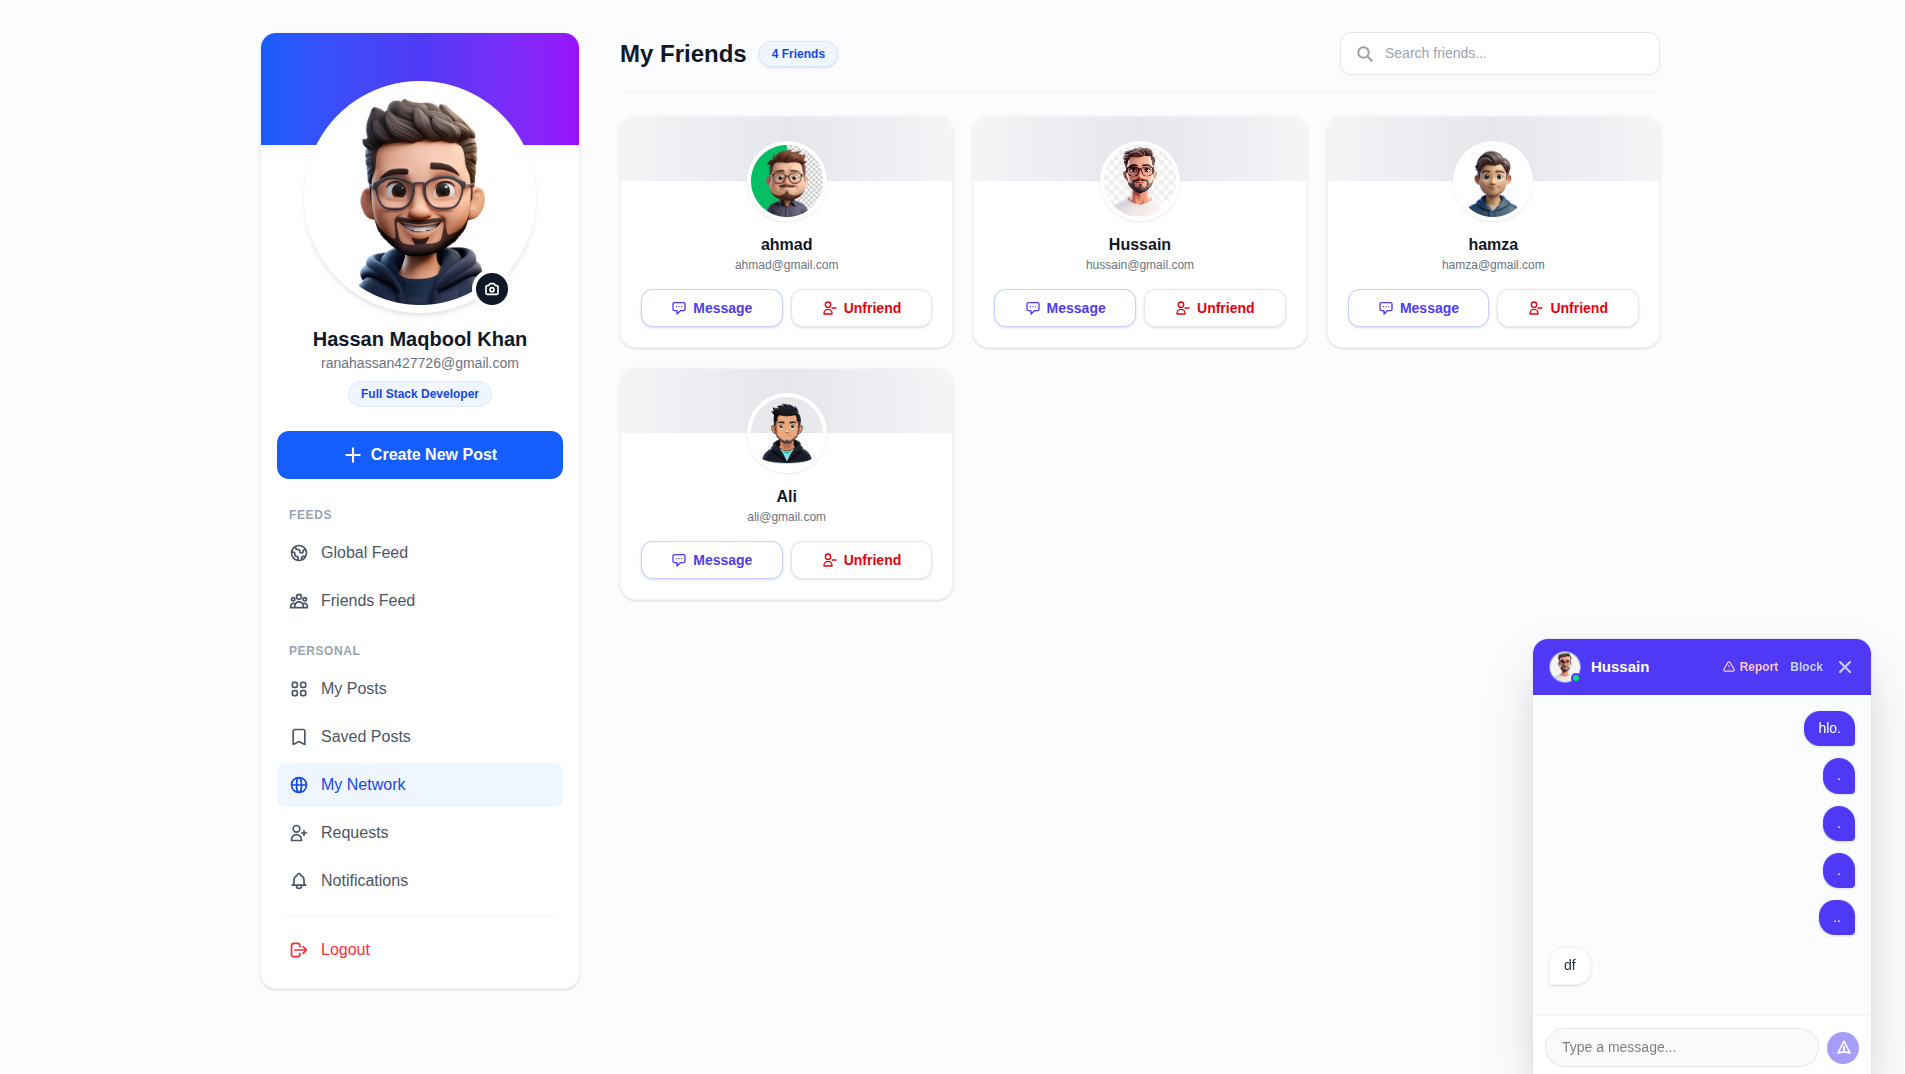 Hassan Maqbool Khan
ranahassan427726@gmail.com
Full Stack Developer
Create New Post
FEEDS
Global Feed
Friends Feed
PERSONAL
My Posts
Saved Posts
My Network
Requests
Notifications
Logout
My Friends
4 Friends
Search friends...
ahmad
ahmad@gmail.com
Message
Unfriend
Hussain
hussain@gmail.com
Message
Unfriend
hamza
hamza@gmail.com
Message
Unfriend
Ali
ali@gmail.com
Message
Unfriend
Hussain
Report
Block
hlo.
.
.
.
..
df
Type a message...